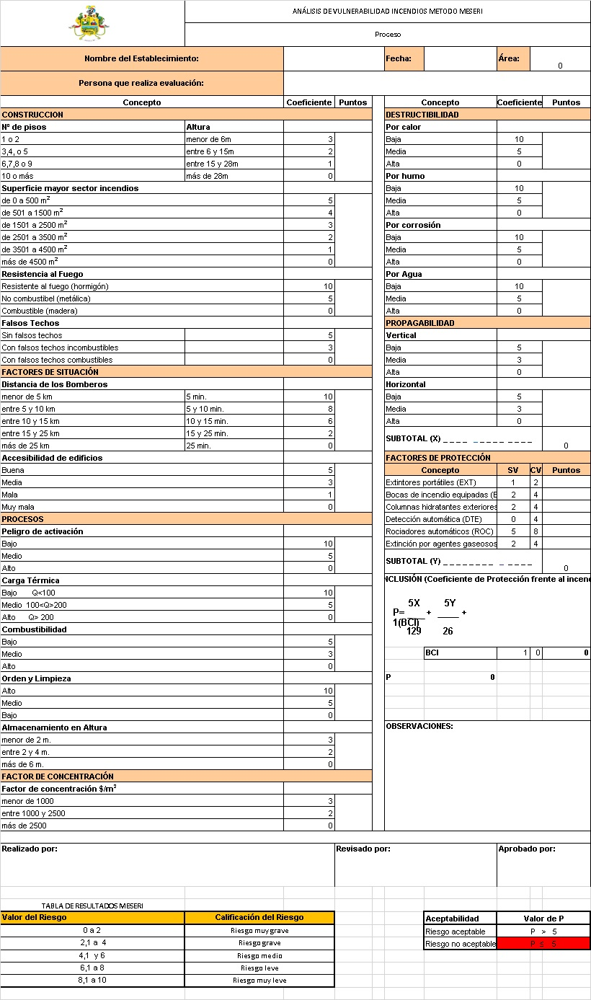 ANÁLISIS DE VULNERABILIDAD INCENDIOS METODO MESERI
Proceso
Nombre del Establecimiento: Fecha: Área: 0
Persona que realiza evaluación:
Concepto Coeficiente Puntos
CONSTRUCCION
Nº de pisos Altura
1 o 2 menor de 6m 3
3,4, o 5 entre 6 y 15m 2
6,7,8 o 9 entre 15 y 28m 1
10 o más más de 28m 0
Superficie mayor sector incendios
de 0 a 500 m² 5
de 501 a 1500 m² 4
de 1501 a 2500 m² 3
de 2501 a 3500 m² 2
de 3501 a 4500 m² 1
más de 4500 m² 0
Resistencia al Fuego
Resistente al fuego (hormigón) 10
No combustibel (metálica) 5
Combustible (madera) 0
Falsos Techos
Sin falsos techos 5
Con falsos techos incombustibles 3
Con falsos techos combustibles 0
FACTORES DE SITUACIÓN
Distancia de los Bomberos
menor de 5 km 5 min. 10
entre 5 y 10 km 5 y 10 min. 8
entre 10 y 15 km 10 y 15 min. 6
entre 15 y 25 km 15 y 25 min. 2
más de 25 km 25 min. 0
Accesibilidad de edificios
Buena 5
Media 3
Mala 1
Muy mala 0
PROCESOS
Peligro de activación
Bajo 10
Medio 5
Alto 0
Carga Térmica
Bajo Q<100 10
Medio 100<Q>200 5
Alto Q> 200 0
Combustibilidad
Bajo 5
Medio 3
Alto 0
Orden y Limpieza
Alto 10
Medio 5
Bajo 0
Almacenamiento en Altura
menor de 2 m. 3
entre 2 y 4 m. 2
más de 6 m. 0
FACTOR DE CONCENTRACIÓN
Factor de concentración $/m²
menor de 1000 3
entre 1000 y 2500 2
más de 2500 0
Concepto Coeficiente Puntos
DESTRUCTIBILIDAD
Por calor
Baja 10
Media 5
Alta 0
Por humo
Baja 10
Media 5
Alta 0
Por corrosión
Baja 10
Media 5
Alta 0
Por Agua
Baja 10
Media 5
Alta 0
PROPAGABILIDAD
Vertical
Baja 5
Media 3
Alta 0
Horizontal
Baja 5
Media 3
Alta 0
SUBTOTAL (X) _ _ _ _ _ _ _ _ _ _ _ _ 0
FACTORES DE PROTECCIÓN
Concepto SV CV Puntos
Extintores portátiles (EXT) 1 2
Bocas de incendio equipadas (B 2 4
Columnas hidratantes exteriores 2 4
Detección automática (DTE) 0 4
Rociadores automáticos (ROC) 5 8
Extinción por agentes gaseosos 2 4
SUBTOTAL (Y) _ _ _ _ _ _ _ _ _ _ _ _ 0
NCLUSIÓN (Coeficiente de Protección frente al incend
5X 5Y
P= ____ + ____ +
1(BCI)
129 26
BCI 1 0 0
P 0
OBSERVACIONES:
Realizado por: Revisado por: Aprobado por:
TABLA DE RESULTADOS MESERI
Valor del Riesgo Calificación del Riesgo
0 a 2 Riesgo muy grave
2,1 a 4 Riesgo grave
4,1 y 6 Riesgo medio
6,1 a 8 Riesgo leve
8,1 a 10 Riesgo muy leve
Aceptabilidad Valor de P
Riesgo aceptable P > 5
Riesgo no aceptable P ≤ 5